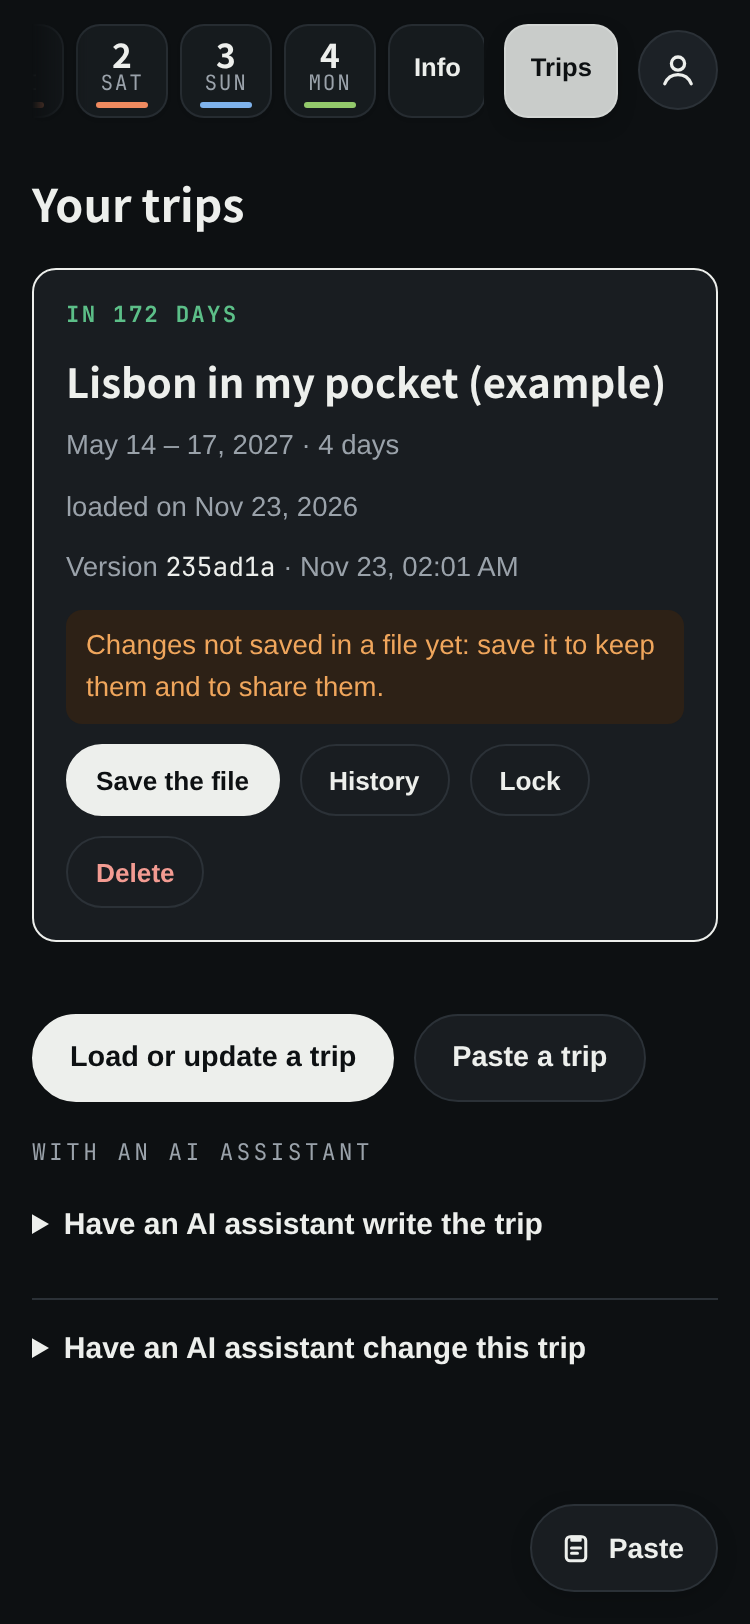 2
SAT
3
SUN
4
MON
Info
Trips
Your trips
IN 172 DAYS
Lisbon in my pocket (example)
May 14 – 17, 2027 · 4 days
loaded on Nov 23, 2026
Version 235ad1a · Nov 23, 02:01 AM
Changes not saved in a file yet: save it to keep
them and to share them.
Save the file
History
Lock
Delete
Load or update a trip
Paste a trip
WITH AN AI ASSISTANT
Have an AI assistant write the trip
Have an AI assistant change this trip
Paste